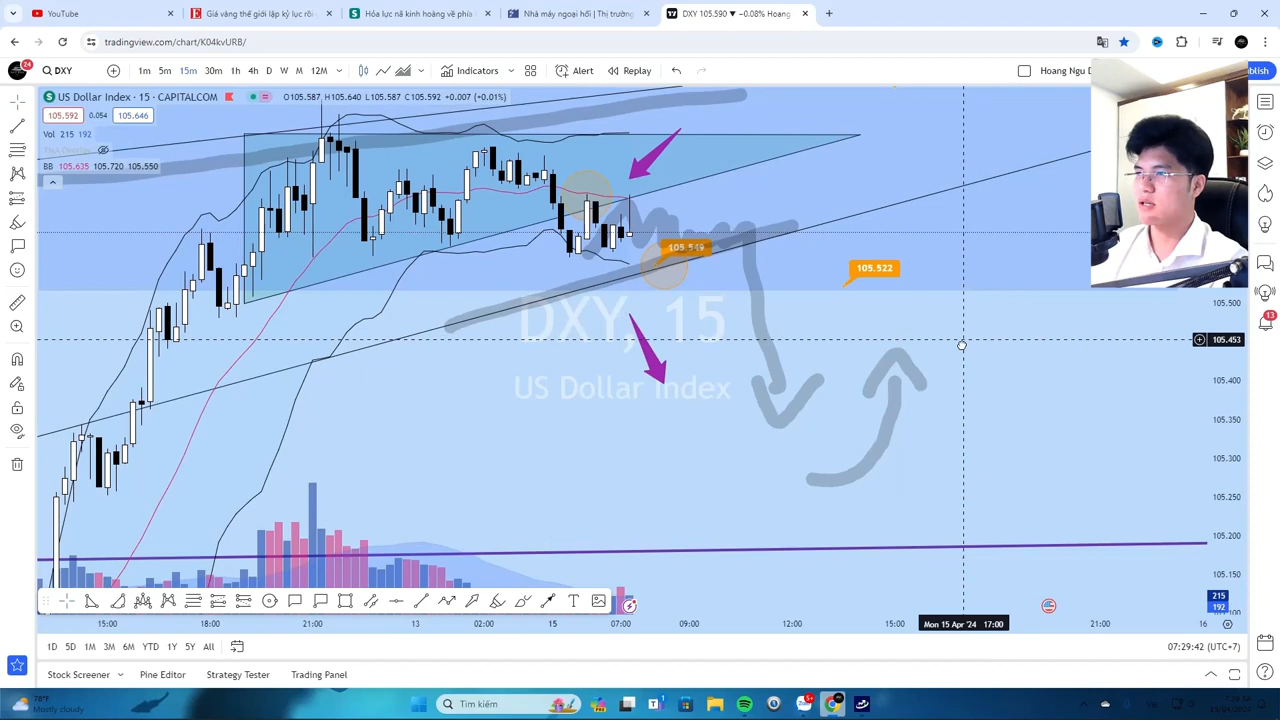 YouTube
Giá vàng thế giới lập kỷ lục rồi
Hỏa lực nã kinh hoàng về phía
Nhà máy ngoại hối | Thị trường
DXY 105.590 ▼ −0.08% Hoang
tradingview.com/chart/K04kvURB/
24
DXY
1m 5m 15m 30m 1h 4h D W M 12M
Indicators
Alert
Replay
Hoang Ngu D
blish
US Dollar Index · 15 · CAPITALCOM
O105.587 H105.640 L105.587 C105.592 +0.007 (+0.01%)
105.592 0.054 105.646
Vol 215 192
BB 105.635 105.720 105.550
105.549
105.522
DXY, 15
US Dollar Index
105.500
105.453
105.400
105.350
105.300
105.250
105.200
105.150
215
192
13
15:00 18:00 21:00 13 02:00 15 07:00 09:00 12:00 15:00 Mon 15 Apr '24 17:00 21:00 16
1D 5D 1M 3M 6M YTD 1Y 5Y All
07:29:42 (UTC+7)
Stock Screener
Pine Editor
Strategy Tester
Trading Panel
78°F
Mostly cloudy
Tìm kiếm